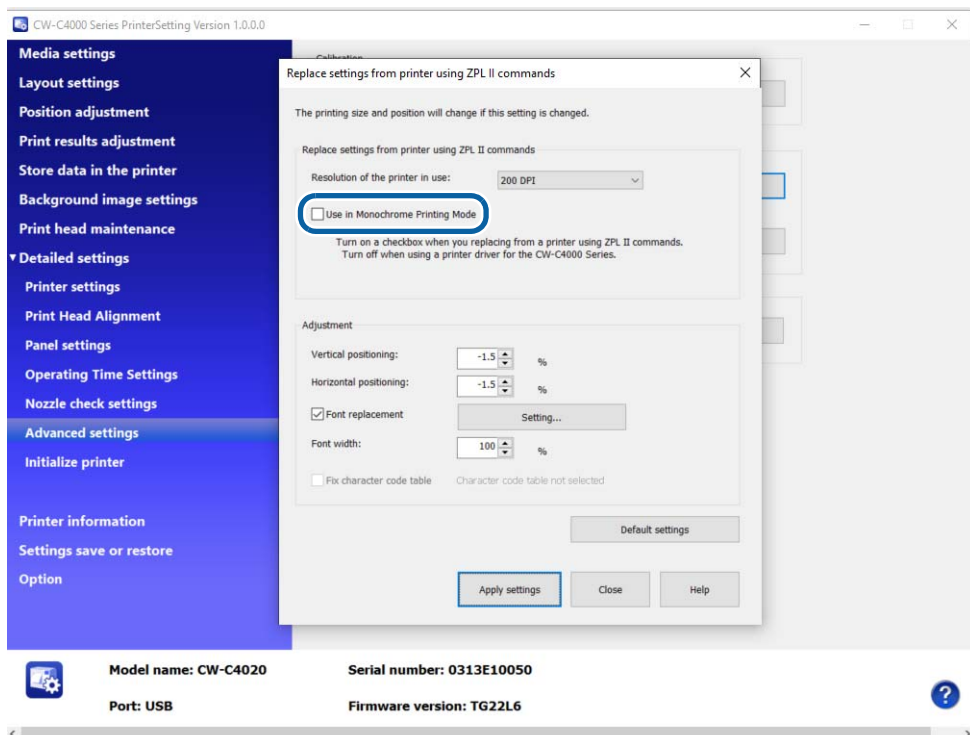 CW-C4000 Series PrinterSetting Version 1.0.0.0
Media settings
Layout settings
Position adjustment
Print results adjustment
Store data in the printer
Background image settings
Print head maintenance
Detailed settings
Printer settings
Print Head Alignment
Panel settings
Operating Time Settings
Nozzle check settings
Advanced settings
Initialize printer
Printer information
Settings save or restore
Option
Replace settings from printer using ZPL II commands
The printing size and position will change if this setting is changed.
Replace settings from printer using ZPL II commands
Resolution of the printer in use: 200 DPI
Use in Monochrome Printing Mode
Turn on a checkbox when you replacing from a printer using ZPL II commands.
Turn off when using a printer driver for the CW-C4000 Series.
Adjustment
Vertical positioning: -1.5 %
Horizontal positioning: -1.5 %
Font replacement Setting...
Font width: 100 %
Fix character code table Character code table not selected
Default settings
Apply settings Close Help
Model name: CW-C4020 Serial number: 0313E10050
Port: USB Firmware version: TG22L6
?